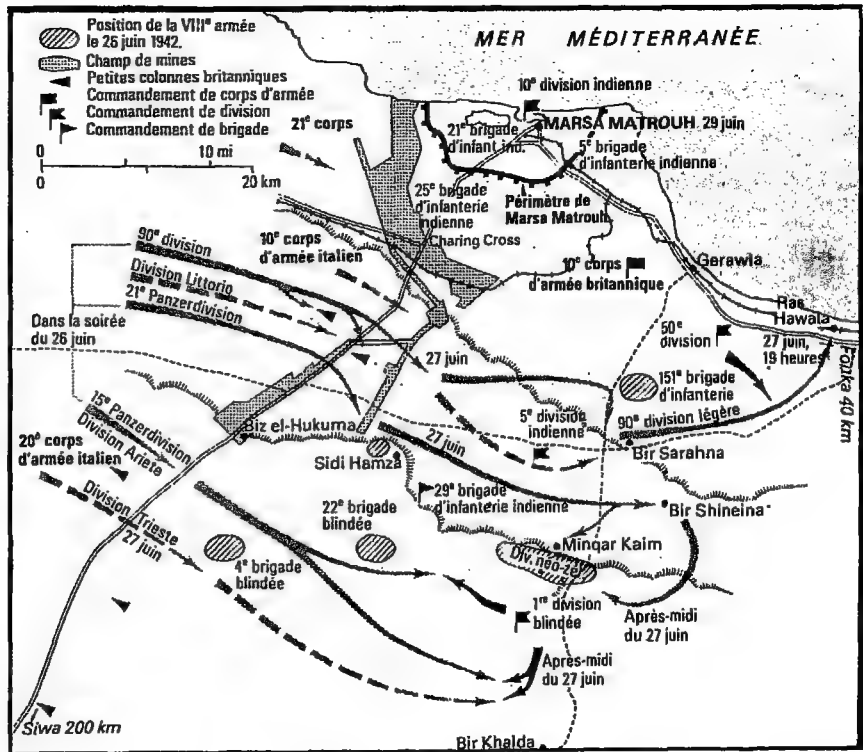 Position de la VIIIe armée
le 26 juin 1942.
Champ de mines
Petites colonnes britanniques
Commandement de corps d'armée
Commandement de division
Commandement de brigade
0 10 mi
0 20 km
MER MÉDITERRANÉE
10e division indienne
MARSA MATROUH 29 juin
21e corps
21e brigade
d'infant. ind.
5e brigade
d'infanterie indienne
25e brigade
d'infanterie
indienne
Périmètre de
Marsa Matrouh
Charing Cross
10e corps
d'armée italien
10e corps
d'armée britannique
Gerawla
Ras
Hawala
27 juin,
19 heures
Fouka 40 km
90e division
Division Littorio
21e Panzerdivision
Dans la soirée
du 26 juin
27 juin
50e division
151e brigade
d'infanterie
90e division légère
5e division
indienne
Bir Sarahna
15e Panzerdivision
Division Ariete
20e corps
d'armée italien
Biz el-Hukuma
Sidi Hamza
27 juin
29e brigade
d'infanterie indienne
Bir Shineina
22e brigade
blindée
Division Trieste
27 juin
4e brigade
blindée
Minqar Kaim
Div. néo-zé
1re division
blindée
Après-midi
du 27 juin
Après-midi
du 27 juin
Siwa 200 km
Bir Khalda